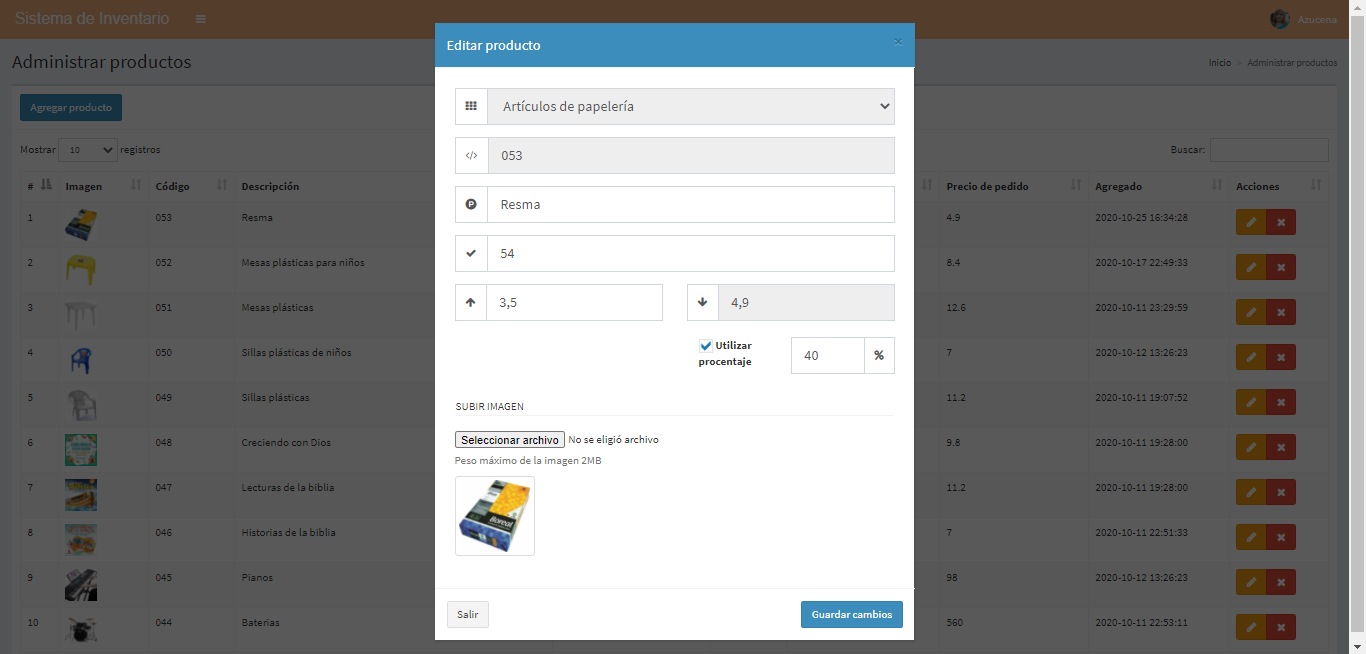 Sistema de Inventario
Azucena
Administrar productos
Inicio > Administrar productos
Agregar producto
Mostrar 10 registros
Buscar:
# Imagen Código Descripción Precio de pedido Agregado Acciones
1 053 Resma 4.9 2020-10-25 16:34:28
2 052 Mesas plásticas para niños 8.4 2020-10-17 22:49:33
3 051 Mesas plásticas 12.6 2020-10-11 23:29:59
4 050 Sillas plásticas de niños 7 2020-10-12 13:26:23
5 049 Sillas plásticas 11.2 2020-10-11 19:07:52
6 048 Creciendo con Dios 9.8 2020-10-11 19:28:00
7 047 Lecturas de la biblia 11.2 2020-10-11 19:28:00
8 046 Historias de la biblia 7 2020-10-11 22:51:33
9 045 Pianos 98 2020-10-12 13:26:23
10 044 Baterias 560 2020-10-11 22:53:11
Editar producto ×
Artículos de papelería
053
Resma
54
3,5 4,9
Utilizar
procentaje
40 %
SUBIR IMAGEN
Seleccionar archivo No se eligió archivo
Peso máximo de la imagen 2MB
Boreal
Salir Guardar cambios